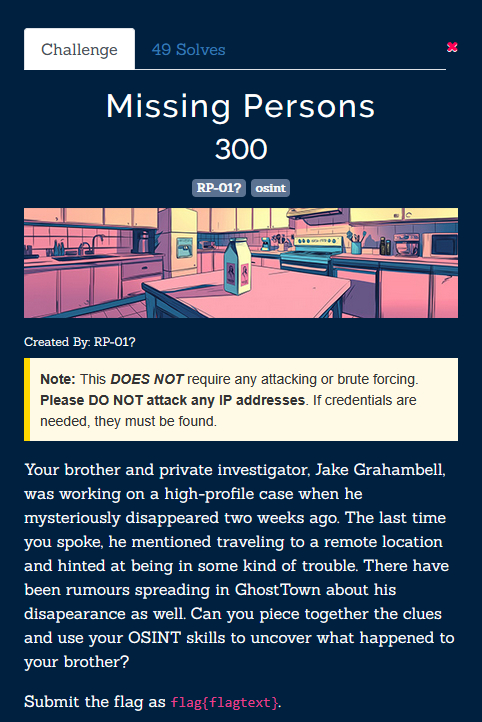 Challenge
49 Solves
Missing Persons
300
RP-01? osint
Created By: RP-01?
Note: This DOES NOT require any attacking or brute forcing.
Please DO NOT attack any IP addresses. If credentials are
needed, they must be found.
Your brother and private investigator, Jake Grahambell,
was working on a high-profile case when he
mysteriously disappeared two weeks ago. The last time
you spoke, he mentioned traveling to a remote location
and hinted at being in some kind of trouble. There have
been rumours spreading in GhostTown about his
disapearance as well. Can you piece together the clues
and use your OSINT skills to uncover what happened to
your brother?
Submit the flag as flag{flagtext}.